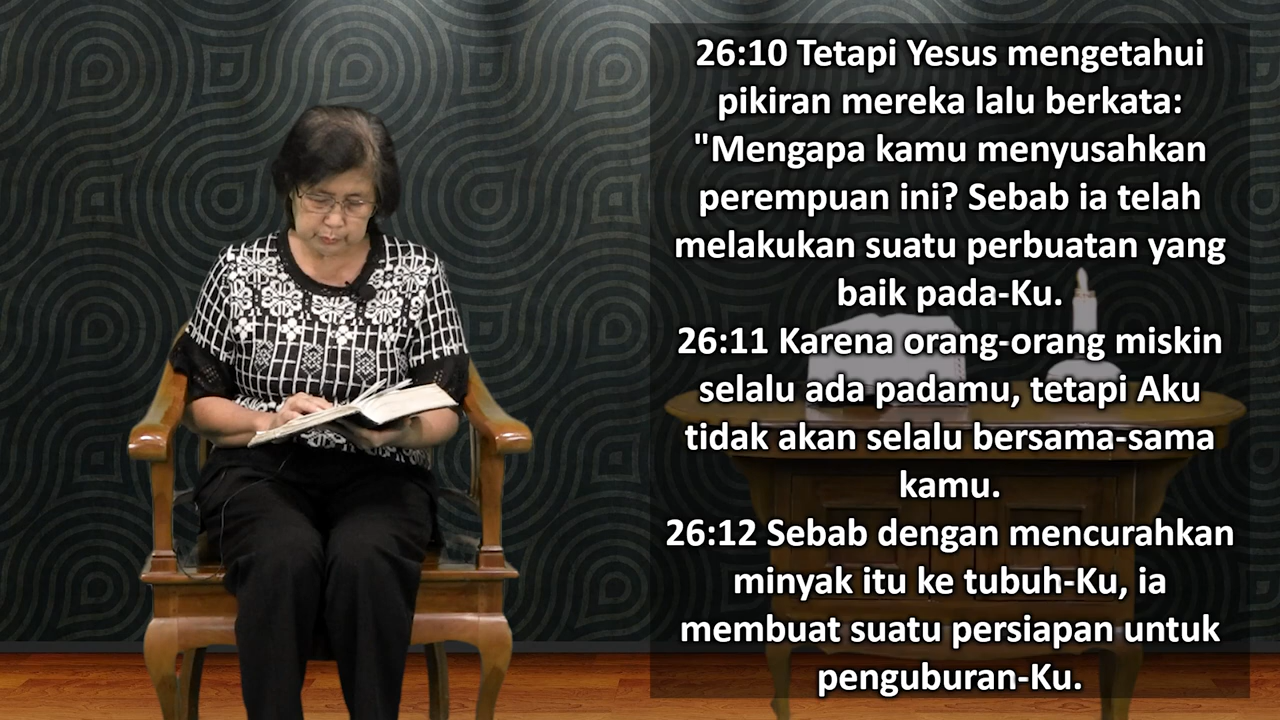 26:10 Tetapi Yesus mengetahui
pikiran mereka lalu berkata:
"Mengapa kamu menyusahkan
perempuan ini? Sebab ia telah
melakukan suatu perbuatan yang
baik pada-Ku.
26:11 Karena orang-orang miskin
selalu ada padamu, tetapi Aku
tidak akan selalu bersama-sama
kamu.
26:12 Sebab dengan mencurahkan
minyak itu ke tubuh-Ku, ia
membuat suatu persiapan untuk
penguburan-Ku.